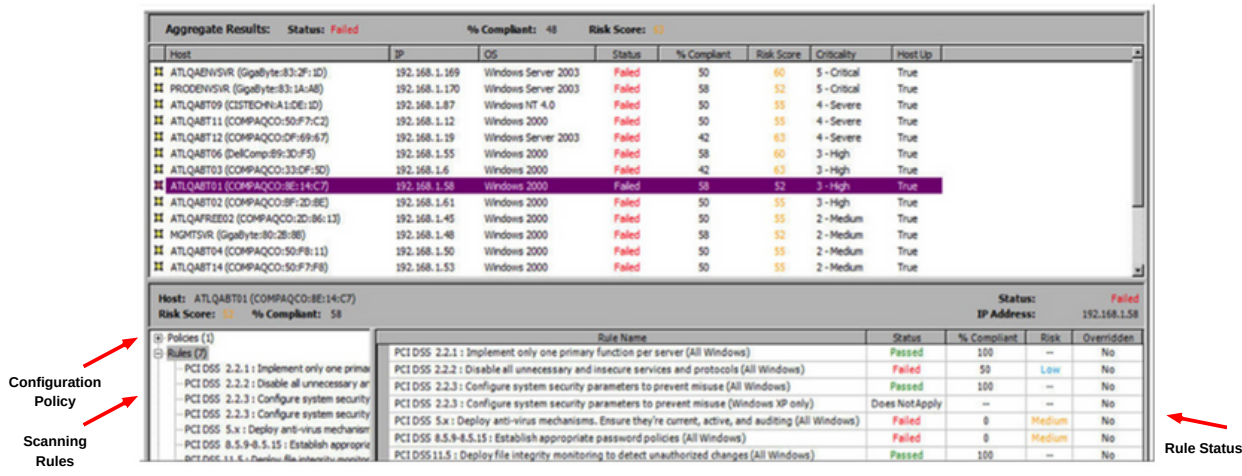 Aggregate Results: Status: Failed % Compliant: 48 Risk Score:
Host IP OS Status % Compliant Risk Score Criticality Host Up
ATLQAENVSVR (GigaByte:83:2F:1D) 192.168.1.169 Windows Server 2003 Failed 50 60 5 - Critical True
PRODENVSVR (GigaByte:83:1A:A8) 192.168.1.170 Windows Server 2003 Failed 58 52 5 - Critical True
ATLQABT09 (CISTECHN:A1:DE:1D) 192.168.1.87 Windows NT 4.0 Failed 50 55 4 - Severe True
ATLQABT11 (COMPAQCO:50:F7:C2) 192.168.1.12 Windows 2000 Failed 50 55 4 - Severe True
ATLQABT12 (COMPAQCO:DF:69:67) 192.168.1.19 Windows Server 2003 Failed 42 63 4 - Severe True
ATLQABT06 (DellComp:B9:3D:F5) 192.168.1.55 Windows 2000 Failed 58 60 3 - High True
ATLQABT03 (COMPAQCO:33:DF:5D) 192.168.1.6 Windows 2000 Failed 42 63 3 - High True
ATLQABT01 (COMPAQCO:8E:14:C7) 192.168.1.58 Windows 2000 Failed 58 52 3 - High True
ATLQABT02 (COMPAQCO:9F:2D:BE) 192.168.1.61 Windows 2000 Failed 50 55 3 - High True
ATLQAFREE02 (COMPAQCO:2D:B6:13) 192.168.1.45 Windows 2000 Failed 50 55 2 - Medium True
MGMTSVR (GigaByte:80:2B:8B) 192.168.1.48 Windows 2000 Failed 58 52 2 - Medium True
ATLQABT04 (COMPAQCO:50:F8:11) 192.168.1.50 Windows 2000 Failed 50 55 2 - Medium True
ATLQABT14 (COMPAQCO:50:F7:F8) 192.168.1.53 Windows 2000 Failed 50 55 2 - Medium True
Host: ATLQABT01 (COMPAQCO:8E:14:C7) Status: Failed
Risk Score: % Compliant: 58 IP Address: 192.168.1.58
Policies (1)
Rules (7)
PCI DSS 2.2.1 : Implement only one primar
PCI DSS 2.2.2 : Disable all unnecessary an
PCI DSS 2.2.3 : Configure system security
PCI DSS 2.2.3 : Configure system security
PCI DSS 5.x : Deploy anti-virus mechanism
PCI DSS 8.5.9-8.5.15 : Establish appropria
PCI DSS 11.5 : Deploy file integrity monitor
Rule Name Status % Compliant Risk Overridden
PCI DSS 2.2.1 : Implement only one primary function per server (All Windows) Passed 100 -- No
PCI DSS 2.2.2 : Disable all unnecessary and insecure services and protocols (All Windows) Failed 50 Low No
PCI DSS 2.2.3 : Configure system security parameters to prevent misuse (All Windows) Passed 100 -- No
PCI DSS 2.2.3 : Configure system security parameters to prevent misuse (Windows XP only) Does Not Apply -- -- No
PCI DSS 5.x : Deploy anti-virus mechanisms. Ensure they're current, active, and auditing (All Windows) Failed 0 Medium No
PCI DSS 8.5.9-8.5.15 : Establish appropriate password policies (All Windows) Failed 0 Medium No
PCI DSS 11.5 : Deploy file integrity monitoring to detect unauthorized changes (All Windows) Passed 100 -- No
Configuration
Policy
Scanning
Rules
Rule Status